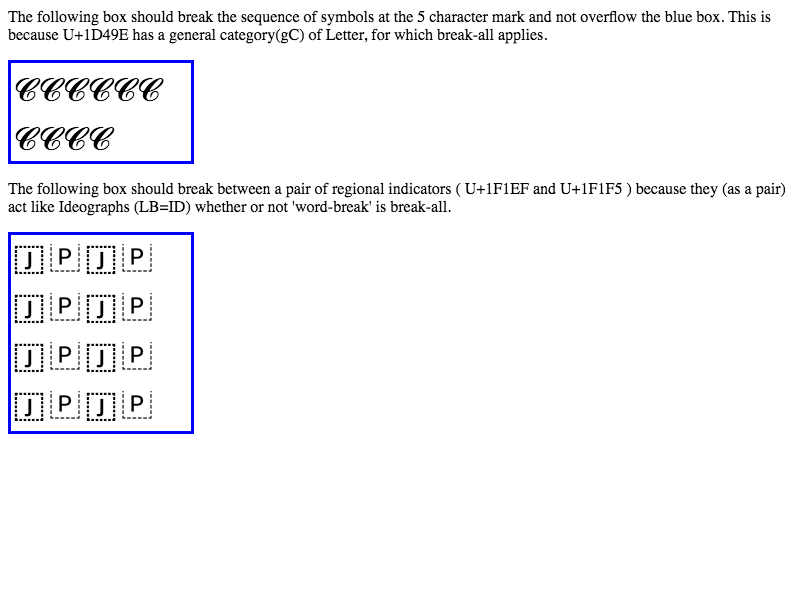 The following box should break the sequence of symbols at the 5 character mark and not overflow the blue box. This is
because U+1D49E has a general category(gC) of Letter, for which break-all applies.
𝒞𝒞𝒞𝒞𝒞𝒞
𝒞𝒞𝒞𝒞
The following box should break between a pair of regional indicators ( U+1F1EF and U+1F1F5 ) because they (as a pair)
act like Ideographs (LB=ID) whether or not 'word-break' is break-all.
🇯🇵🇯🇵
🇯🇵🇯🇵
🇯🇵🇯🇵
🇯🇵🇯🇵